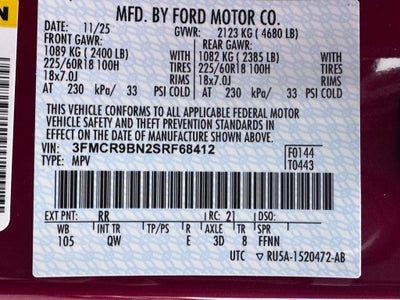 MFD. BY FORD MOTOR CO.
DATE: 11/25 GVWR: 2123 KG ( 4680 LB)
FRONT GAWR: REAR GAWR:
1089 KG ( 2400 LB) 1082 KG ( 2385 LB)
225/60R18 100H TIRES 225/60R18 100H TIRES
18x7.0J RIMS 18x7.0J RIMS
AT 230 kPa/ 33 PSI COLD AT 230 kPa/ 33 PSI COLD
THIS VEHICLE CONFORMS TO ALL APPLICABLE FEDERAL MOTOR
VEHICLE SAFETY AND THEFT PREVENTION STANDARDS IN
EFFECT ON THE DATE OF MANUFACTURE SHOWN ABOVE.
VIN: 3FMCR9BN2SRF68412 F0144
TYPE: MPV T0443
EXT PNT: RR RC: 21 DSO:
WB INT TR TP/PS R AXLE TR SPR
105 QW E 3D 8 FFNN
UTC RU5A-1520472-AB